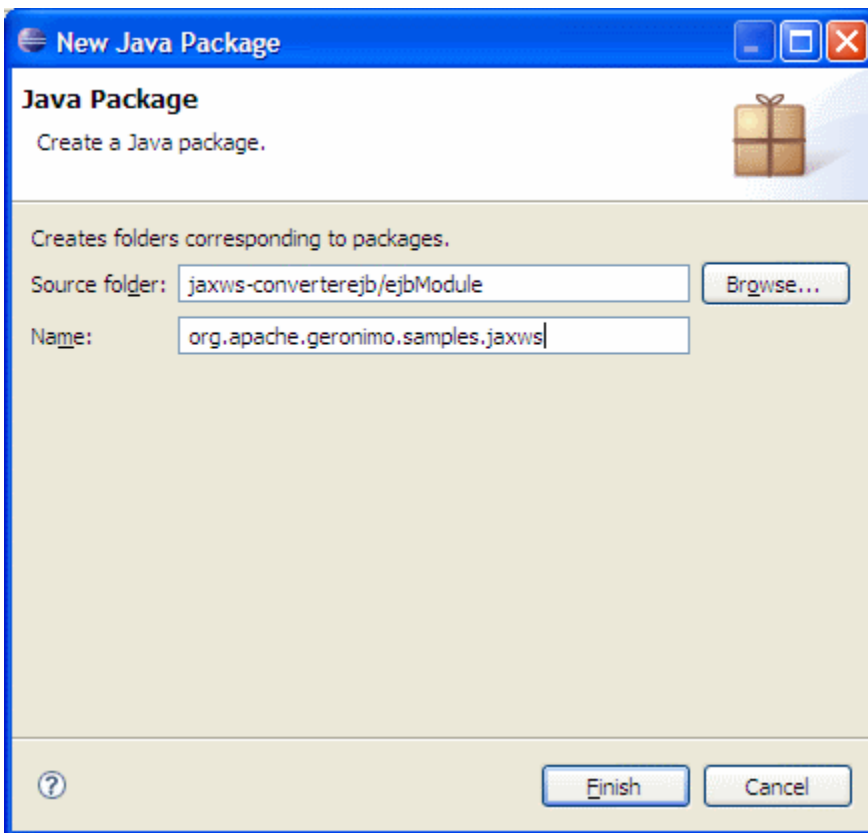 New Java Package
Java Package
Create a Java package.
Creates folders corresponding to packages.
Source folder: jaxws-converterejb/ejbModule Browse...
Name: org.apache.geronimo.samples.jaxws
? Finish Cancel